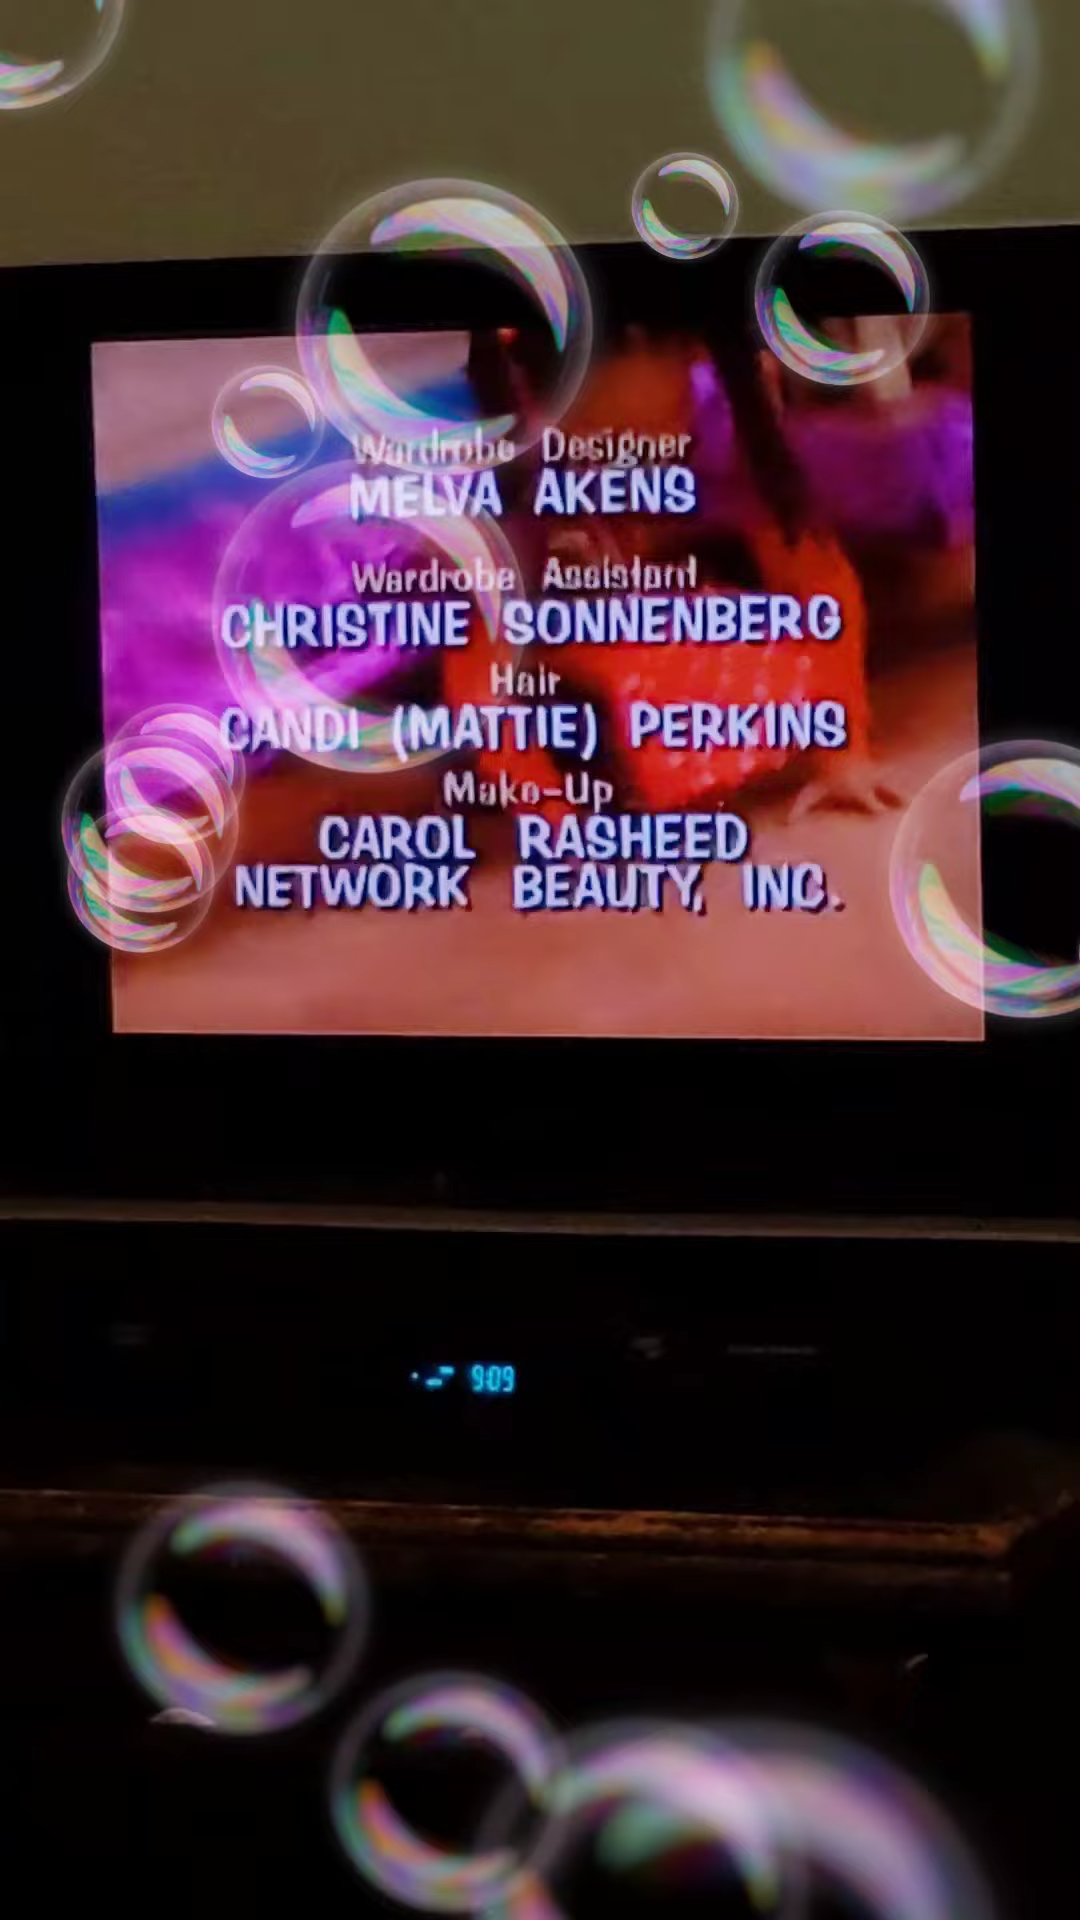 Wardrobe Designer
MELVA AKENS
Wardrobe Assistant
CHRISTINE SONNENBERG
Hair
CANDI (MATTIE) PERKINS
Make-Up
CAROL RASHEED
NETWORK BEAUTY, INC.
9:09